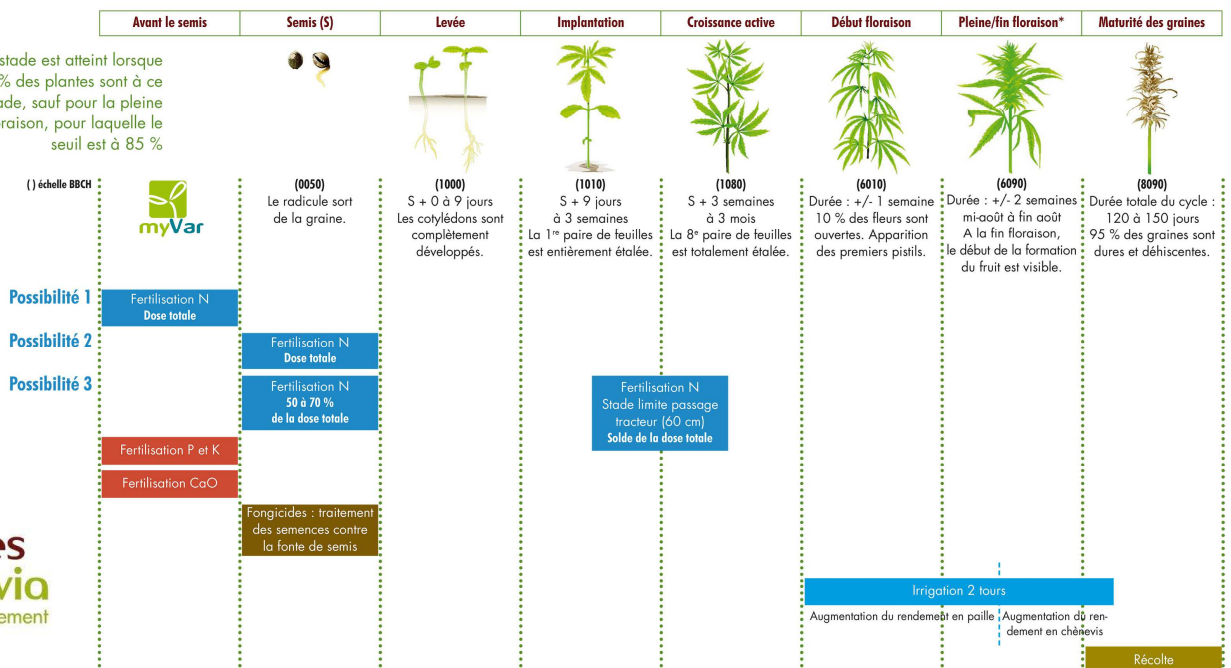 Avant le semis
Semis (S)
Levée
Implantation
Croissance active
Début floraison
Pleine/fin floraison*
Maturité des graines
stade est atteint lorsque
% des plantes sont à ce
ade, sauf pour la pleine
oraison, pour laquelle le
seuil est à 85 %
( ) échelle BBCH
myVar
(0050)
Le radicule sort
de la graine.
(1000)
S + 0 à 9 jours
Les cotylédons sont
complètement
développés.
(1010)
S + 9 jours
à 3 semaines
La 1re paire de feuilles
est entièrement étalée.
(1080)
S + 3 semaines
à 3 mois
La 8e paire de feuilles
est totalement étalée.
(6010)
Durée : +/- 1 semaine
10 % des fleurs sont
ouvertes. Apparition
des premiers pistils.
(6090)
Durée : +/- 2 semaines
mi-août à fin août
A la fin floraison,
le début de la formation
du fruit est visible.
(8090)
Durée totale du cycle :
120 à 150 jours
95 % des graines sont
dures et déhiscentes.
Possibilité 1
Fertilisation N
Dose totale
Possibilité 2
Fertilisation N
Dose totale
Possibilité 3
Fertilisation N
50 à 70 %
de la dose totale
Fertilisation N
Stade limite passage
tracteur (60 cm)
Solde de la dose totale
Fertilisation P et K
Fertilisation CaO
Fongicides : traitement
des semences contre
la fonte de semis
es
via
ement
Irrigation 2 tours
Augmentation du rendement en paille
Augmentation du ren-
dement en chènevis
Récolte